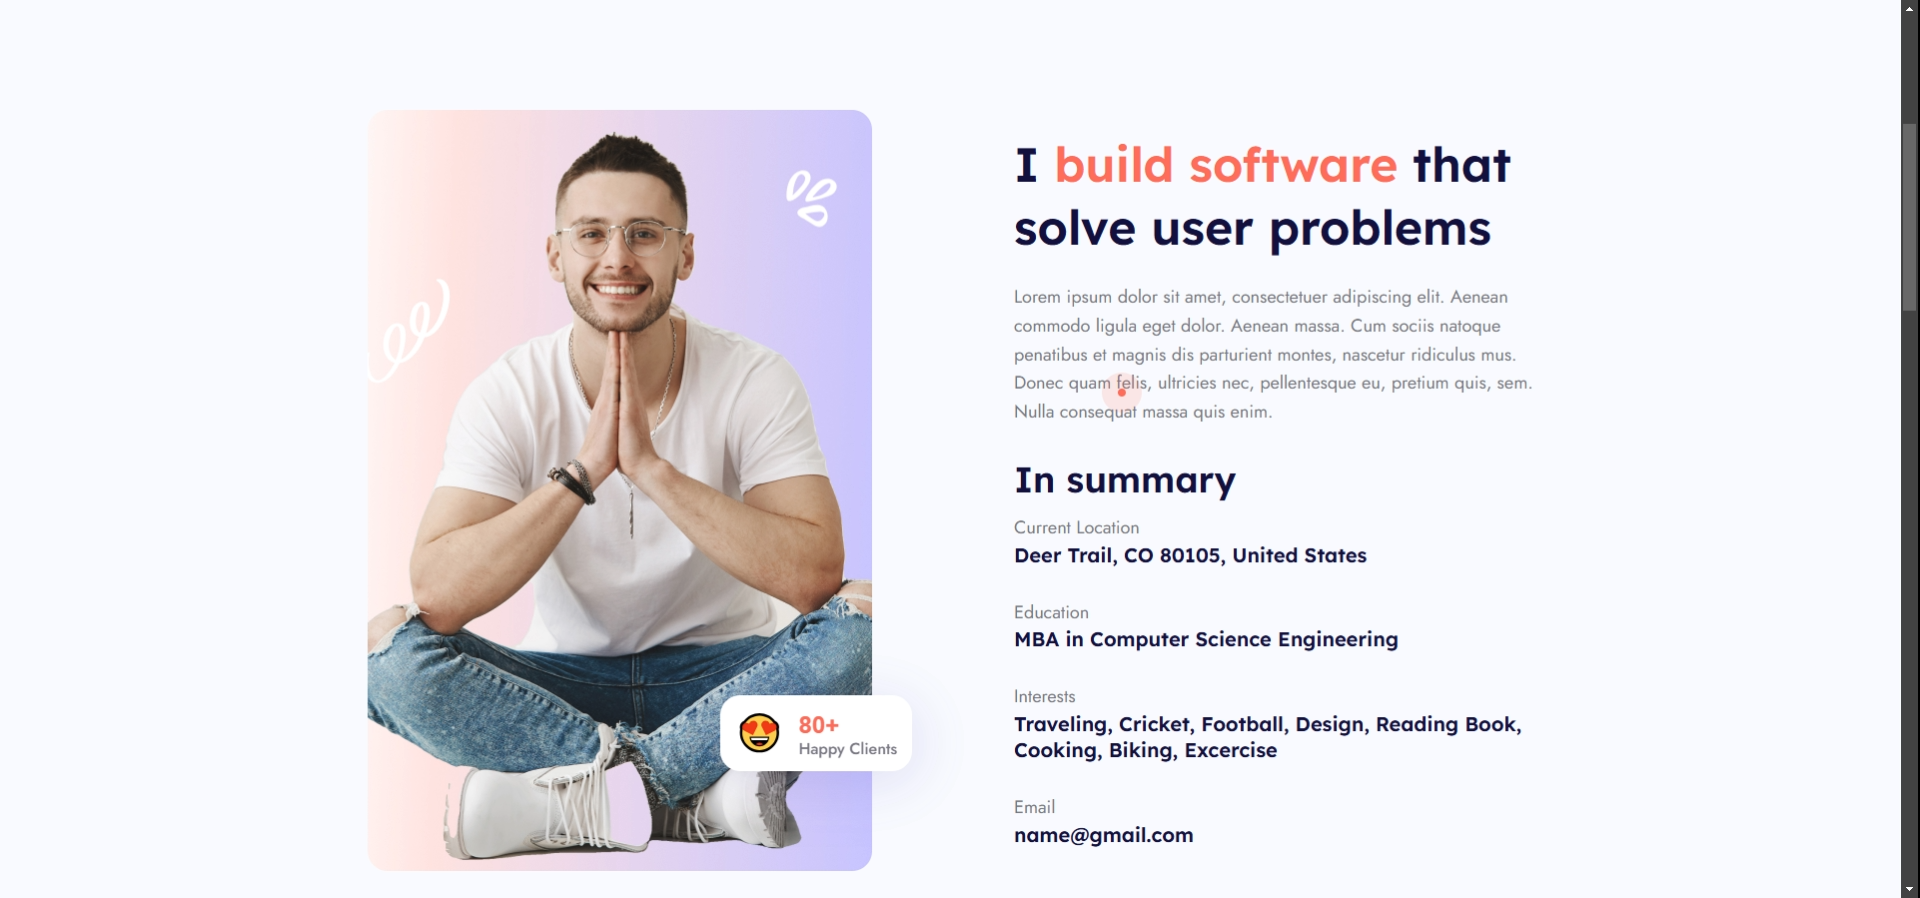 I build software that
solve user problems
Lorem ipsum dolor sit amet, consectetuer adipiscing elit. Aenean
commodo ligula eget dolor. Aenean massa. Cum sociis natoque
penatibus et magnis dis parturient montes, nascetur ridiculus mus.
Donec quam felis, ultricies nec, pellentesque eu, pretium quis, sem.
Nulla consequat massa quis enim.
In summary
Current Location
Deer Trail, CO 80105, United States
Education
MBA in Computer Science Engineering
Interests
Traveling, Cricket, Football, Design, Reading Book,
Cooking, Biking, Excercise
Email
name@gmail.com
80+
Happy Clients